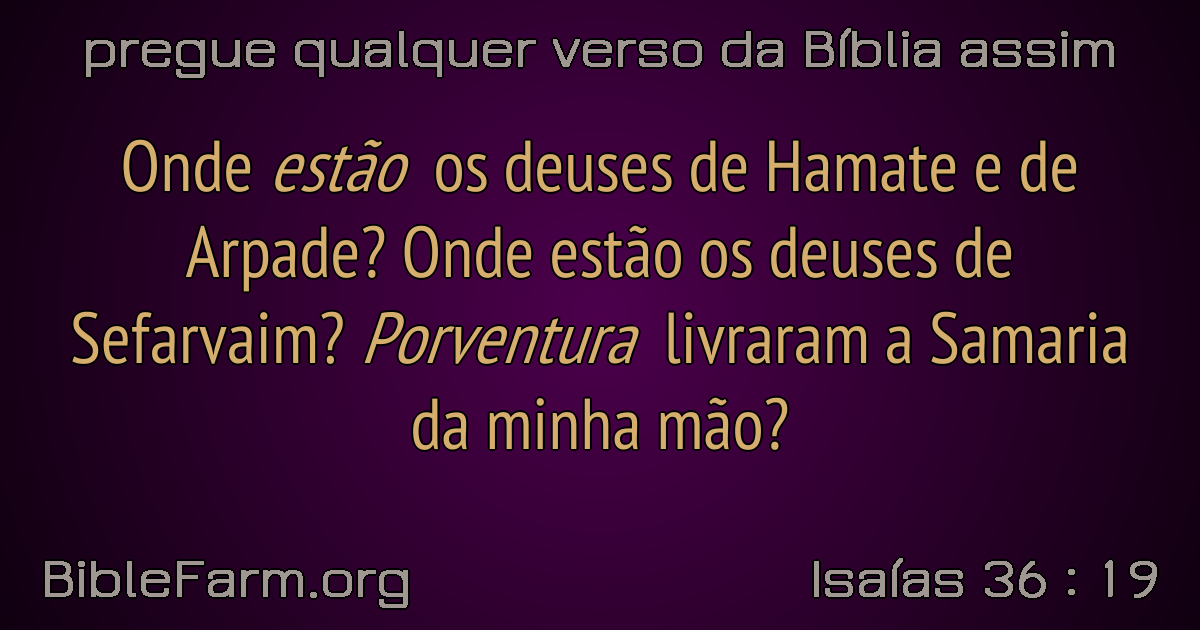 pregue qualquer verso da Bíblia assim
Onde estão os deuses de Hamate e de
Arpade? Onde estão os deuses de
Sefarvaim? Porventura livraram a Samaria
da minha mão?
BibleFarm.org
Isaías 36 : 19